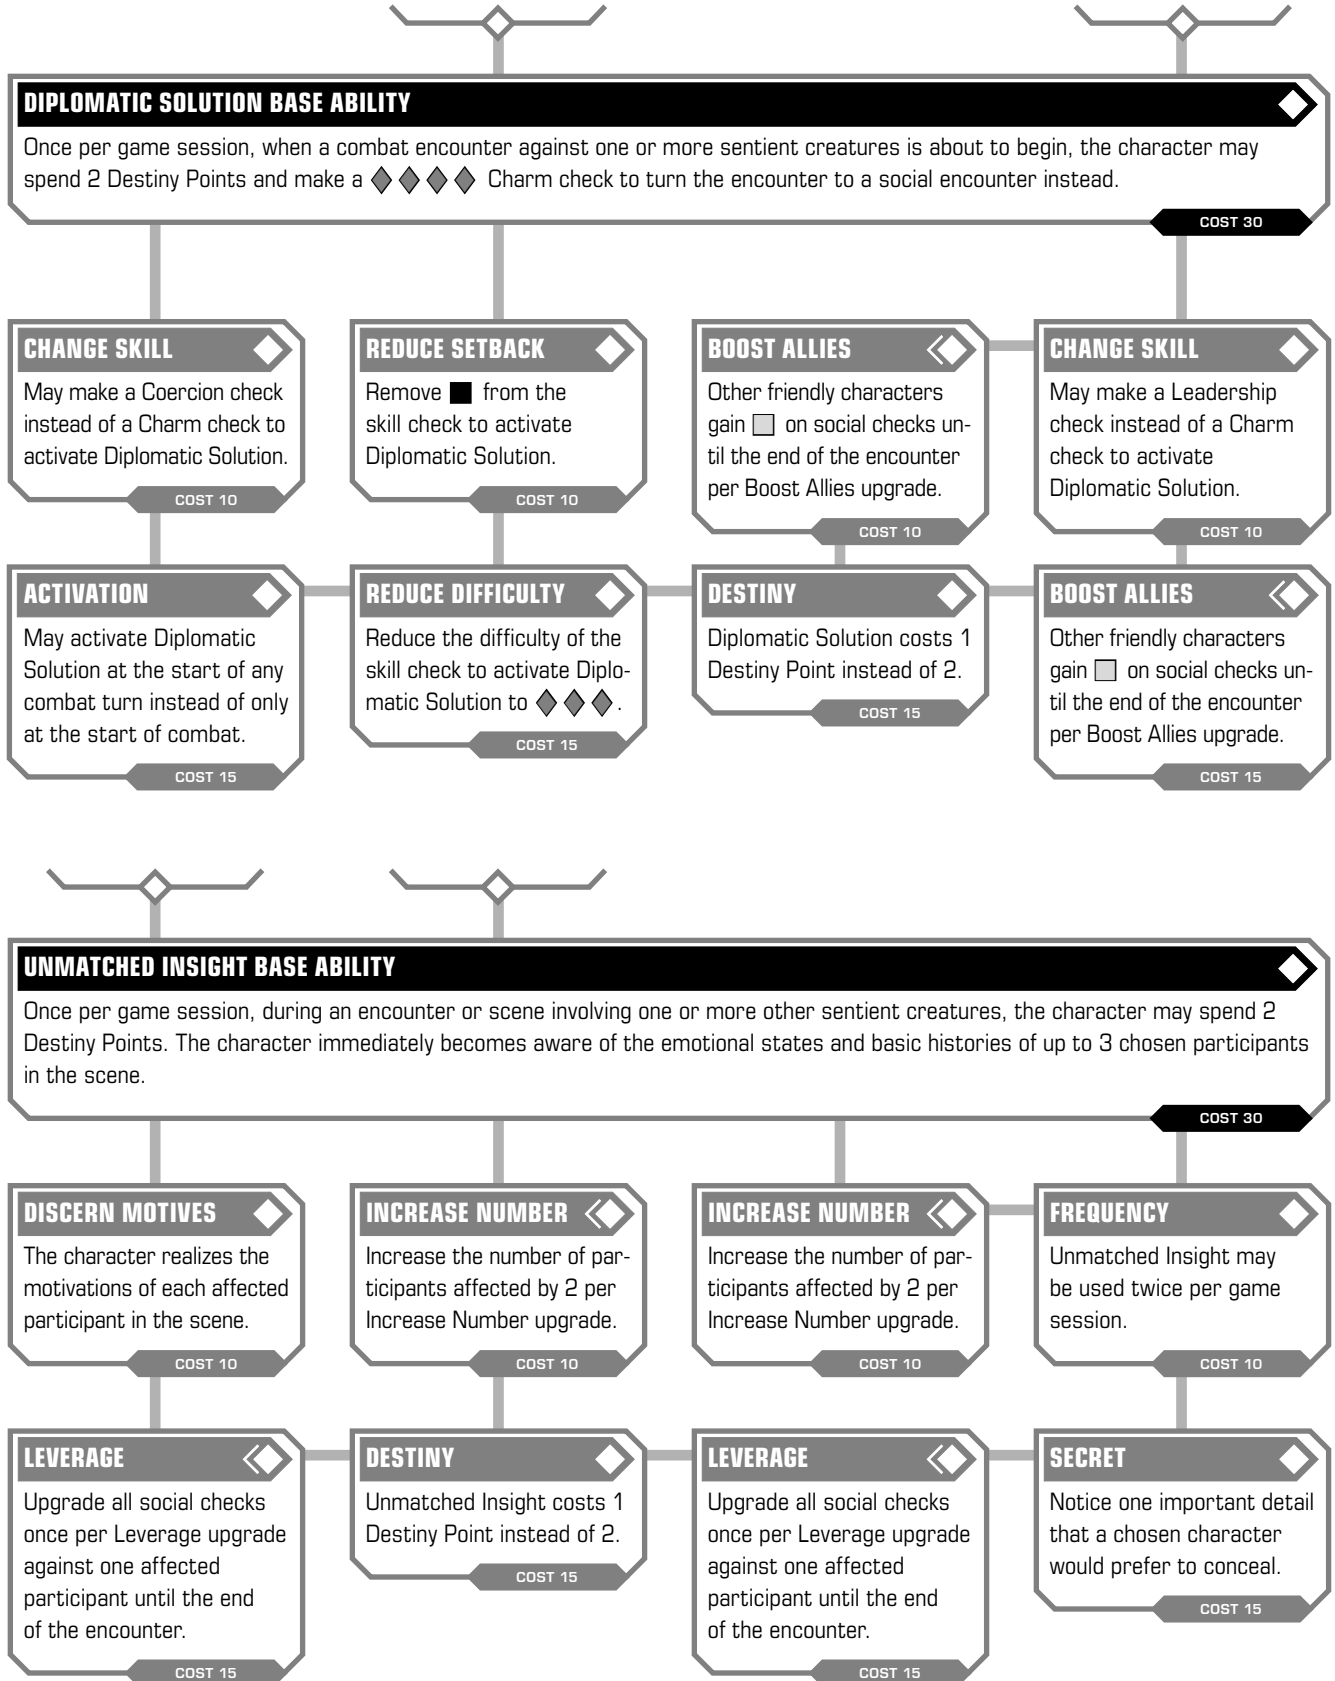 DIPLOMATIC SOLUTION BASE ABILITY
Once per game session, when a combat encounter against one or more sentient creatures is about to begin, the character may
spend 2 Destiny Points and make a Charm check to turn the encounter to a social encounter instead.
COST 30
CHANGE SKILL
May make a Coercion check
instead of a Charm check to
activate Diplomatic Solution.
COST 10
REDUCE SETBACK
Remove from the
skill check to activate
Diplomatic Solution.
COST 10
BOOST ALLIES
Other friendly characters
gain on social checks un-
til the end of the encounter
per Boost Allies upgrade.
COST 10
CHANGE SKILL
May make a Leadership
check instead of a Charm
check to activate
Diplomatic Solution.
COST 10
ACTIVATION
May activate Diplomatic
Solution at the start of any
combat turn instead of only
at the start of combat.
COST 15
REDUCE DIFFICULTY
Reduce the difficulty of the
skill check to activate Diplo-
matic Solution to .
COST 15
DESTINY
Diplomatic Solution costs 1
Destiny Point instead of 2.
COST 15
BOOST ALLIES
Other friendly characters
gain on social checks un-
til the end of the encounter
per Boost Allies upgrade.
COST 15
UNMATCHED INSIGHT BASE ABILITY
Once per game session, during an encounter or scene involving one or more other sentient creatures, the character may spend 2
Destiny Points. The character immediately becomes aware of the emotional states and basic histories of up to 3 chosen participants
in the scene.
COST 30
DISCERN MOTIVES
The character realizes the
motivations of each affected
participant in the scene.
COST 10
INCREASE NUMBER
Increase the number of par-
ticipants affected by 2 per
Increase Number upgrade.
COST 10
INCREASE NUMBER
Increase the number of par-
ticipants affected by 2 per
Increase Number upgrade.
COST 10
FREQUENCY
Unmatched Insight may
be used twice per game
session.
COST 10
LEVERAGE
Upgrade all social checks
once per Leverage upgrade
against one affected
participant until the end
of the encounter.
COST 15
DESTINY
Unmatched Insight costs 1
Destiny Point instead of 2.
COST 15
LEVERAGE
Upgrade all social checks
once per Leverage upgrade
against one affected
participant until the end
of the encounter.
COST 15
SECRET
Notice one important detail
that a chosen character
would prefer to conceal.
COST 15